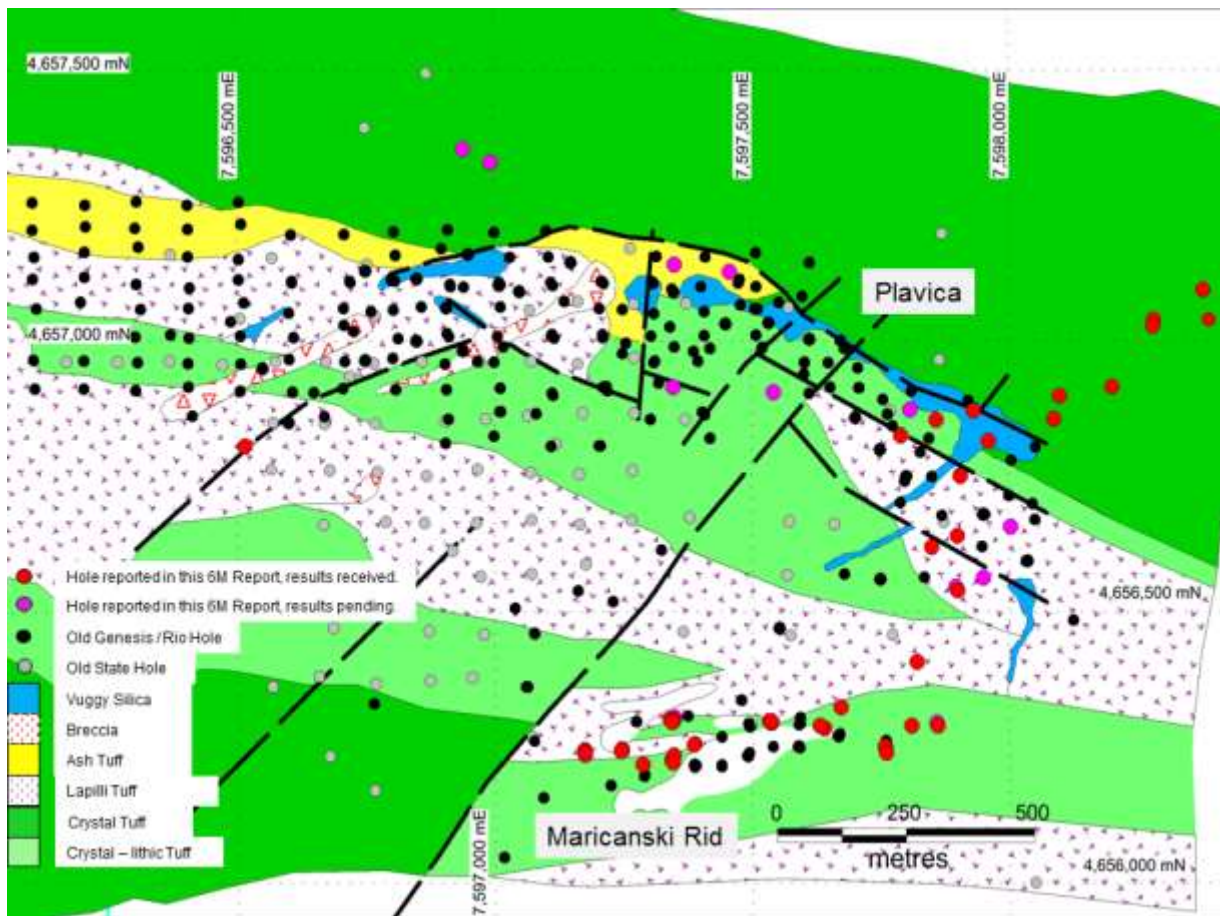 4,657,500 mN
7,596,500 mE
7,597,500 mE
7,598,000 mE
Plavica
4,657,000 mN
Hole reported in this 6M Report, results received.
Hole reported in this 6M Report, results pending.
Old Genesis / Rio Hole
Old State Hole
Vuggy Silica
Breccia
Ash Tuff
Lapilli Tuff
Crystal Tuff
Crystal – lithic Tuff
4,656,500 mN
Maricanski Rid
0 250 500
metres
7,597,000 mE
4,656,000 mN